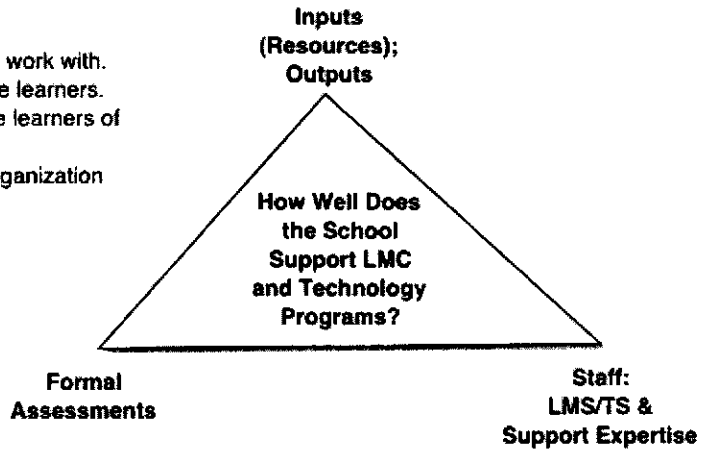 work with.
e learners.
e learners of
ganization
Inputs
(Resources);
Outputs
How Well Does
the School
Support LMC
and Technology
Programs?
Formal
Assessments
Staff:
LMS/TS &
Support Expertise